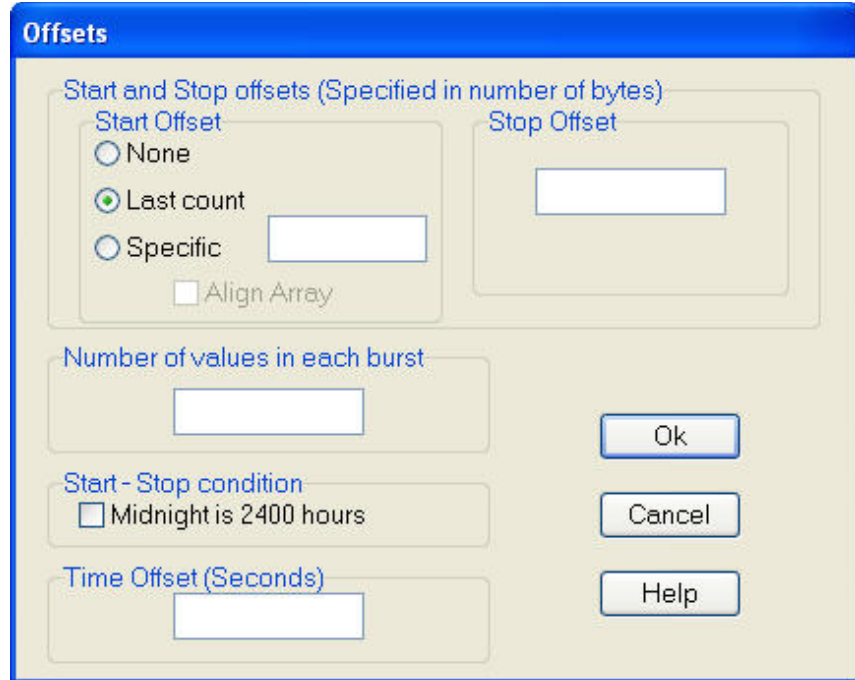 Offsets
Start and Stop offsets (Specified in number of bytes)
Start Offset
None
Last count
Specific
Align Array
Stop Offset
Number of values in each burst
Start - Stop condition
Midnight is 2400 hours
Time Offset (Seconds)
Ok
Cancel
Help